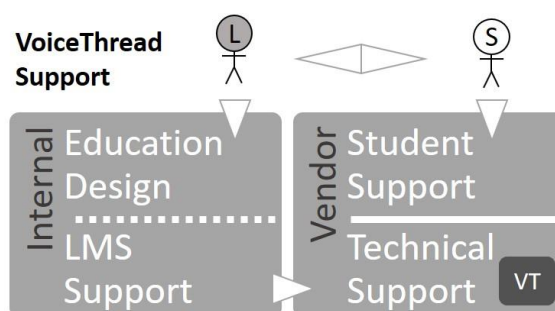 VoiceThread
Support
L
S
Internal
Education
Design
LMS
Support
Vendor
Student
Support
Technical
Support
VT